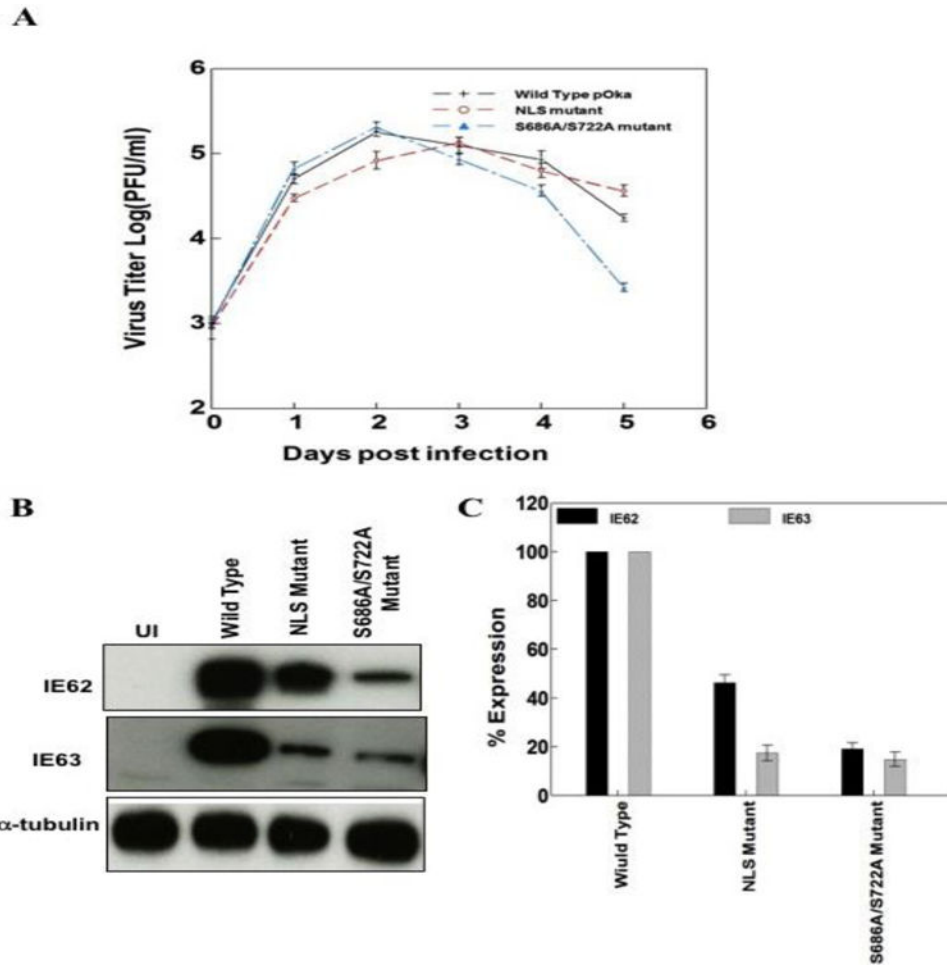 A
6
5
4
3
2
Virus Titer Log(PFU/ml)
Wild Type pOka
NLS mutant
S686A/S722A mutant
0 1 2 3 4 5 6
Days post infection
B
UI
Wild Type
NLS Mutant
S686A/S722A
Mutant
IE62
IE63
α-tubulin
C
120
100
80
60
40
20
0
% Expression
IE62
IE63
Wiuld Type
NLS Mutant
S686A/S722A Mutant